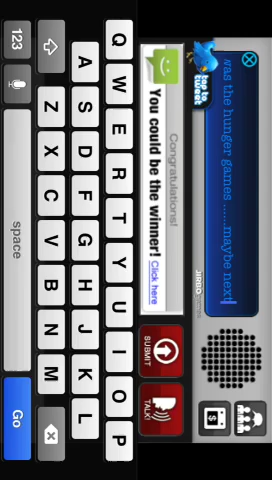 was the hunger games ......maybe next
tap to
tweet
JIRBO
Congratulations!
You could be the winner! Click here
SUBMIT
TALK!
Q W E R T Y U I O P
A S D F G H J K L
Z X C V B N M
123
space
Go